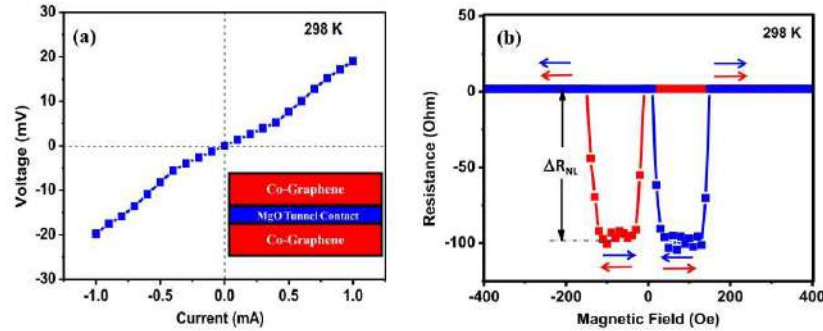 (a)
298 K
30
20
10
0
-10
-20
-30
Voltage (mV)
-1.0 -0.5 0.0 0.5 1.0
Current (mA)
Co-Graphene
MgO Tunnel Contact
Co-Graphene
(b)
298 K
50
0
-50
-100
Resistance (Ohm)
ΔR_NL
-400 -200 0 200 400
Magnetic Field (Oe)